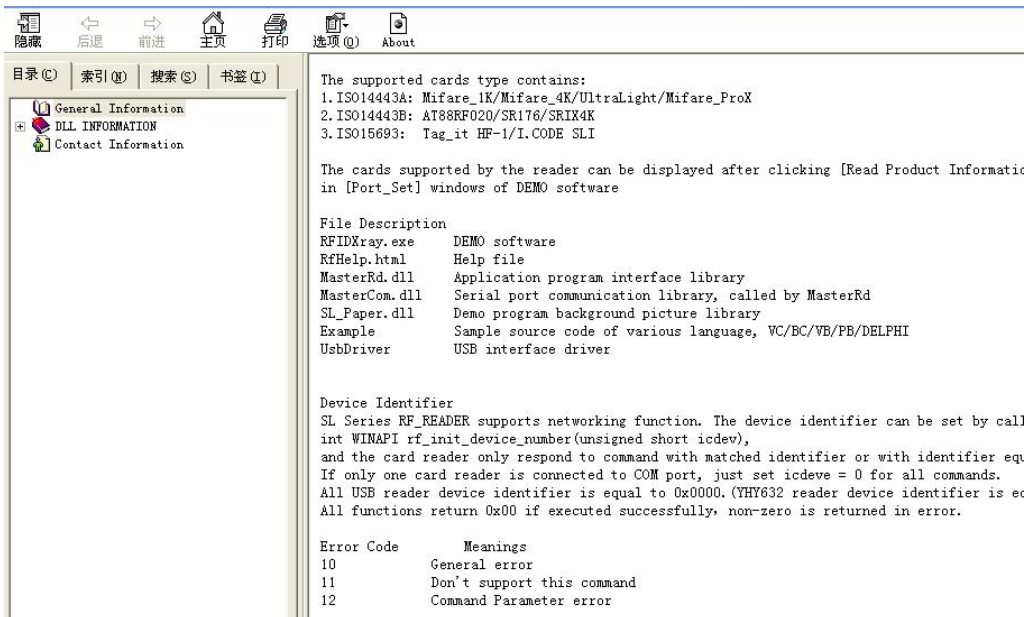 隐藏 后退 前进 主页 打印 选项(O) About
目录(C) 索引(N) 搜索(S) 书签(I)
General Information
DLL INFORMATION
Contact Information
The supported cards type contains:
1.ISO14443A: Mifare_1K/Mifare_4K/UltraLight/Mifare_ProX
2.ISO14443B: AT88RF020/SR176/SRIX4K
3.ISO15693: Tag_it HF-1/I.CODE SLI
The cards supported by the reader can be displayed after clicking [Read Product Informatio
in [Port_Set] windows of DEMO software
File Description
RFIDXray.exe DEMO software
RfHelp.html Help file
MasterRd.dll Application program interface library
MasterCom.dll Serial port communication library, called by MasterRd
SL_Paper.dll Demo program background picture library
Example Sample source code of various language, VC/BC/VB/PB/DELPHI
UsbDriver USB interface driver
Device Identifier
SL Series RF_READER supports networking function. The device identifier can be set by call
int WINAPI rf_init_device_number(unsigned short icdev),
and the card reader only respond to command with matched identifier or with identifier equ
If only one card reader is connected to COM port, just set icdeve = 0 for all commands.
All USB reader device identifier is equal to 0x0000.(YHY632 reader device identifier is eq
All functions return 0x00 if executed successfully, non-zero is returned in error.
Error Code Meanings
10 General error
11 Don't support this command
12 Command Parameter error